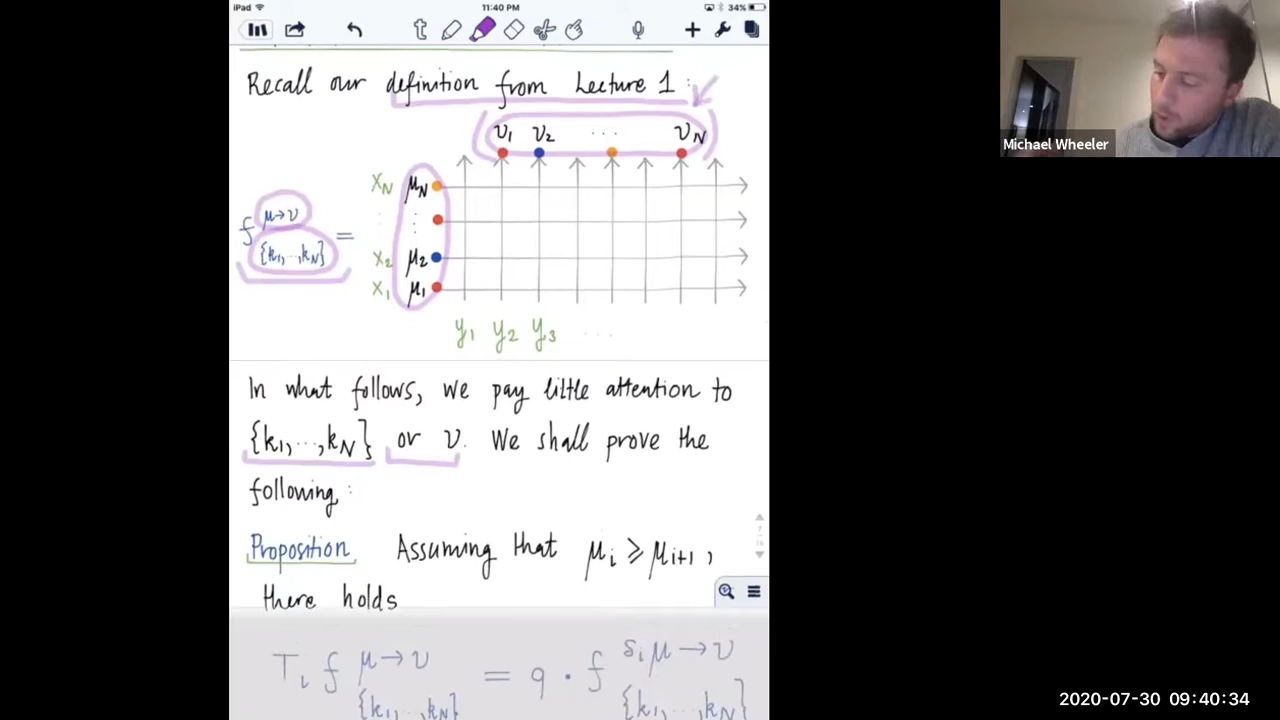 iPad 11:40 PM 34%
t
Recall our definition from Lecture 1 :
υ1 υ2 ... υN
xN μN
f μ→υ {k1,...,kN} =
x2 μ2
x1 μ1
y1 y2 y3 ...
In what follows, we pay little attention to
{k1,...,kN} or υ. We shall prove the
following:
Proposition Assuming that μi ≥ μi+1,
there holds
Ti f μ→υ {k1,...,kN} = q · f siμ→υ {k1,...,kN}
Michael Wheeler
2020-07-30 09:40:34